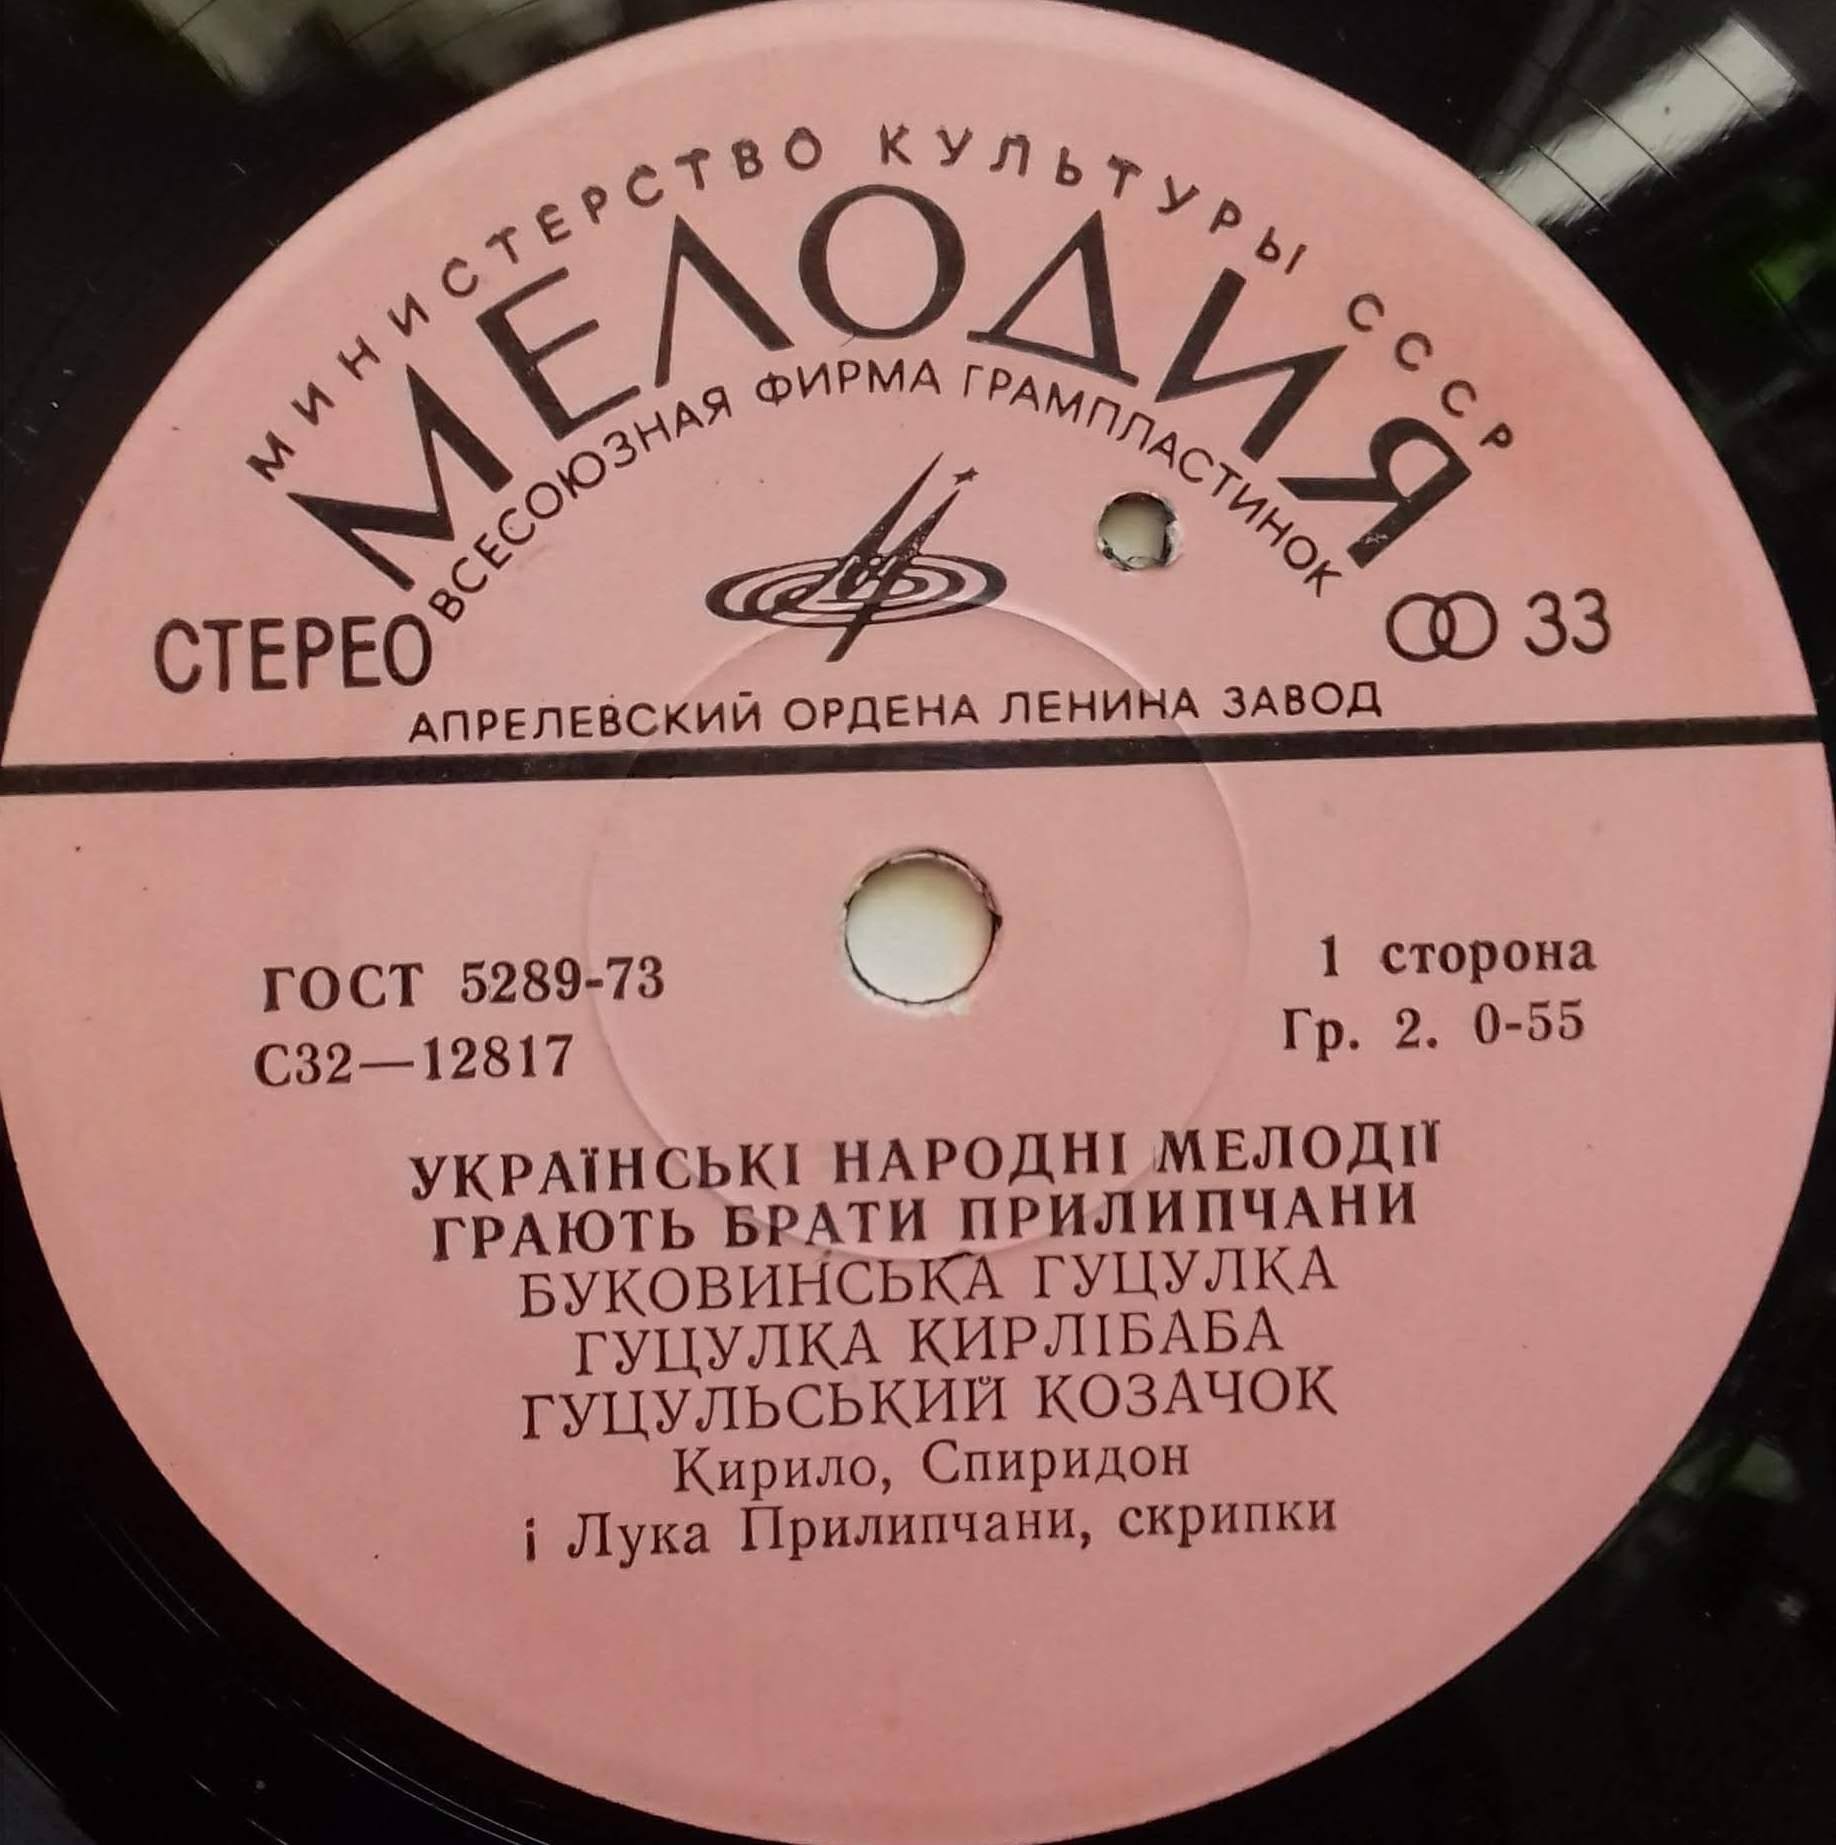 МИНИСТЕРСТВО КУЛЬТУРЫ СССР
МЕЛОДИЯ
ВСЕСОЮЗНАЯ ФИРМА ГРАМПЛАСТИНОК
СТЕРЕО
33
АПРЕЛЕВСКИЙ ОРДЕНА ЛЕНИНА ЗАВОД
ГОСТ 5289-73
С32—12817
1 сторона
Гр. 2. 0-55
УКРАЇНСЬКІ НАРОДНІ МЕЛОДІЇ
ГРАЮТЬ БРАТИ ПРИЛИПЧАНИ
БУКОВИНСЬКА ГУЦУЛКА
ГУЦУЛКА КИРЛІБАБА
ГУЦУЛЬСЬКИЙ КОЗАЧОК
Кирило, Спиридон
і Лука Прилипчани, скрипки